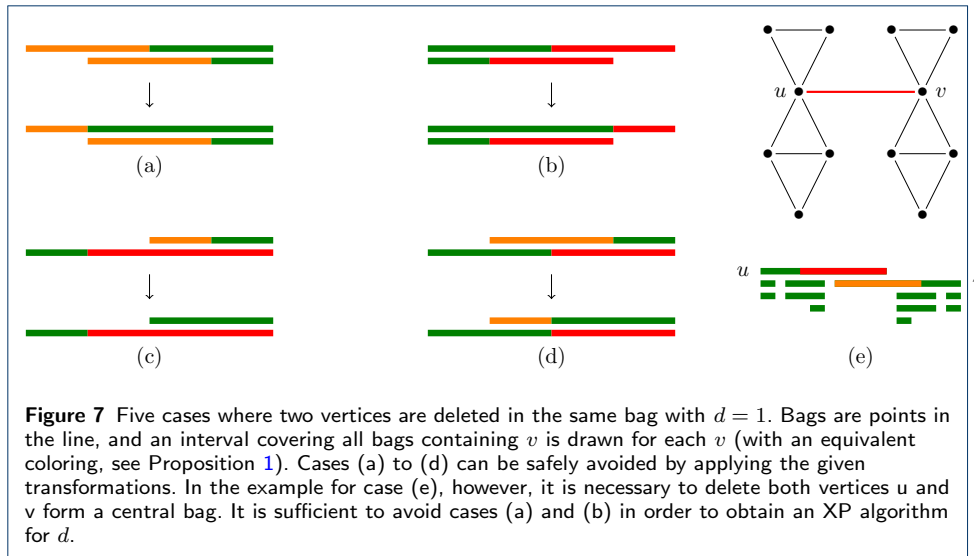 (a)
(b)
u
v
(c)
(d)
u
(e)
Figure 7 Five cases where two vertices are deleted in the same bag with d = 1. Bags are points in
the line, and an interval covering all bags containing v is drawn for each v (with an equivalent
coloring, see Proposition 1). Cases (a) to (d) can be safely avoided by applying the given
transformations. In the example for case (e), however, it is necessary to delete both vertices u and
v form a central bag. It is sufficient to avoid cases (a) and (b) in order to obtain an XP algorithm
for d.